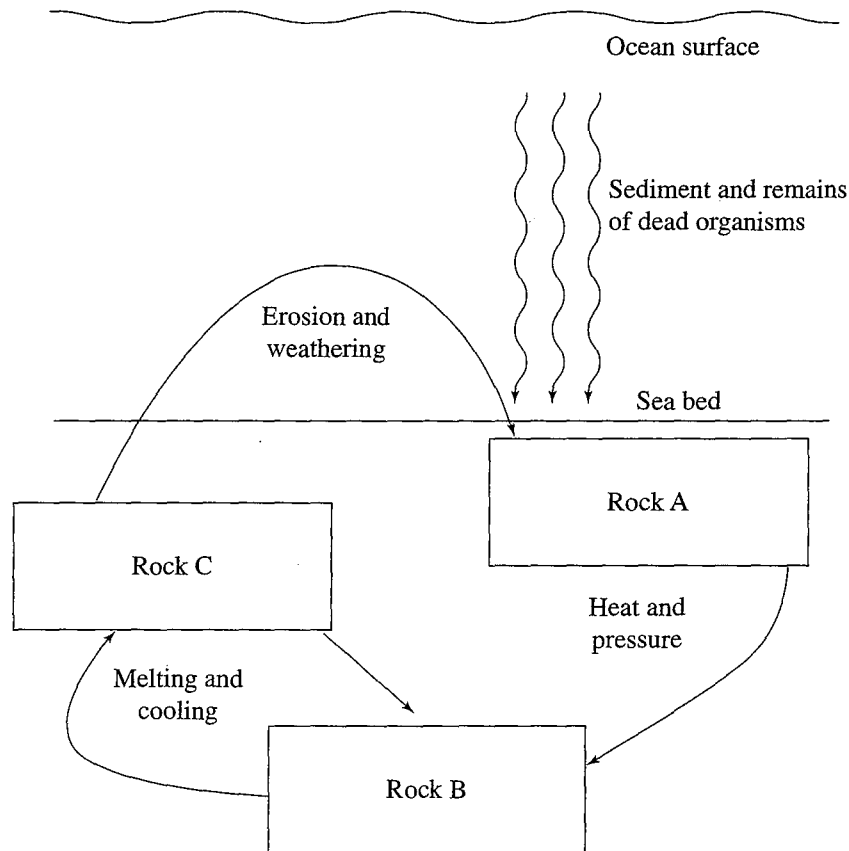 Ocean surface
Sediment and remains
of dead organisms
Erosion and
weathering
Sea bed
Rock A
Rock C
Heat and
pressure
Melting and
cooling
Rock B